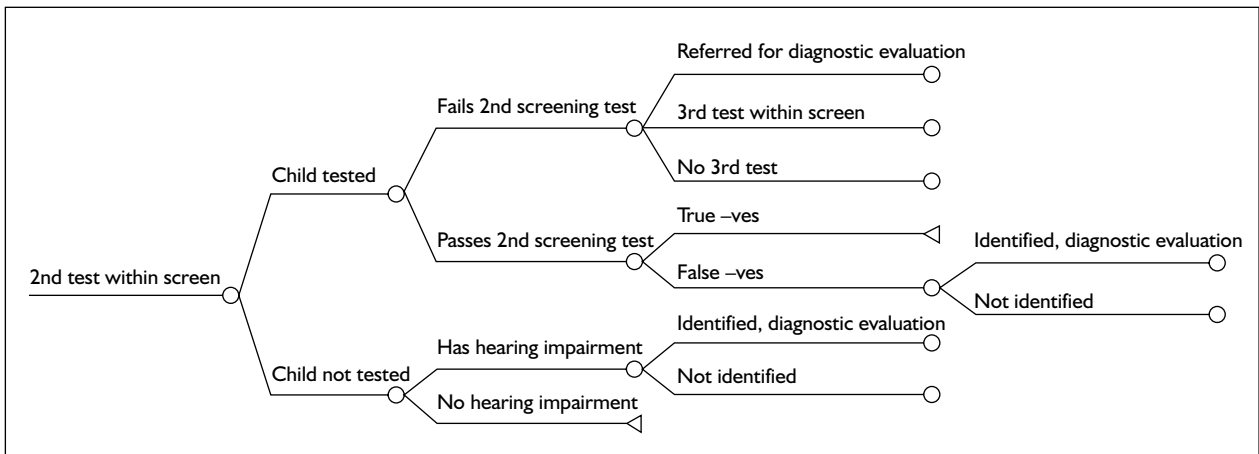 Referred for diagnostic evaluation
Fails 2nd screening test
3rd test within screen
Child tested
No 3rd test
True –ves
Passes 2nd screening test
Identified, diagnostic evaluation
2nd test within screen
False –ves
Not identified
Identified, diagnostic evaluation
Has hearing impairment
Child not tested
Not identified
No hearing impairment